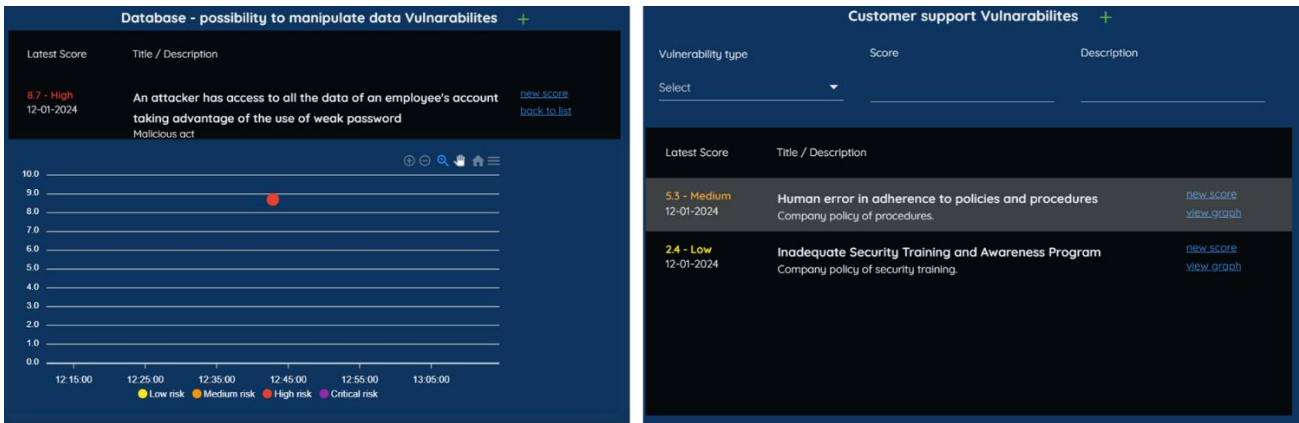 Database - possibility to manipulate data Vulnarabilites +
Latest Score Title / Description
8.7 - High
12-01-2024
An attacker has access to all the data of an employee's account
taking advantage of the use of weak password
Malicious act
new score
back to list
10.0
9.0
8.0
7.0
6.0
5.0
4.0
3.0
2.0
1.0
0.0
12:15:00 12:25:00 12:35:00 12:45:00 12:55:00 13:05:00
Low risk Medium risk High risk Critical risk
Customer support Vulnarabilites +
Vulnerability type Score Description
Select
Latest Score Title / Description
5.3 - Medium
12-01-2024
Human error in adherence to policies and procedures
Company policy of procedures.
new score
view graph
2.4 - Low
12-01-2024
Inadequate Security Training and Awareness Program
Company policy of security training.
new score
view graph